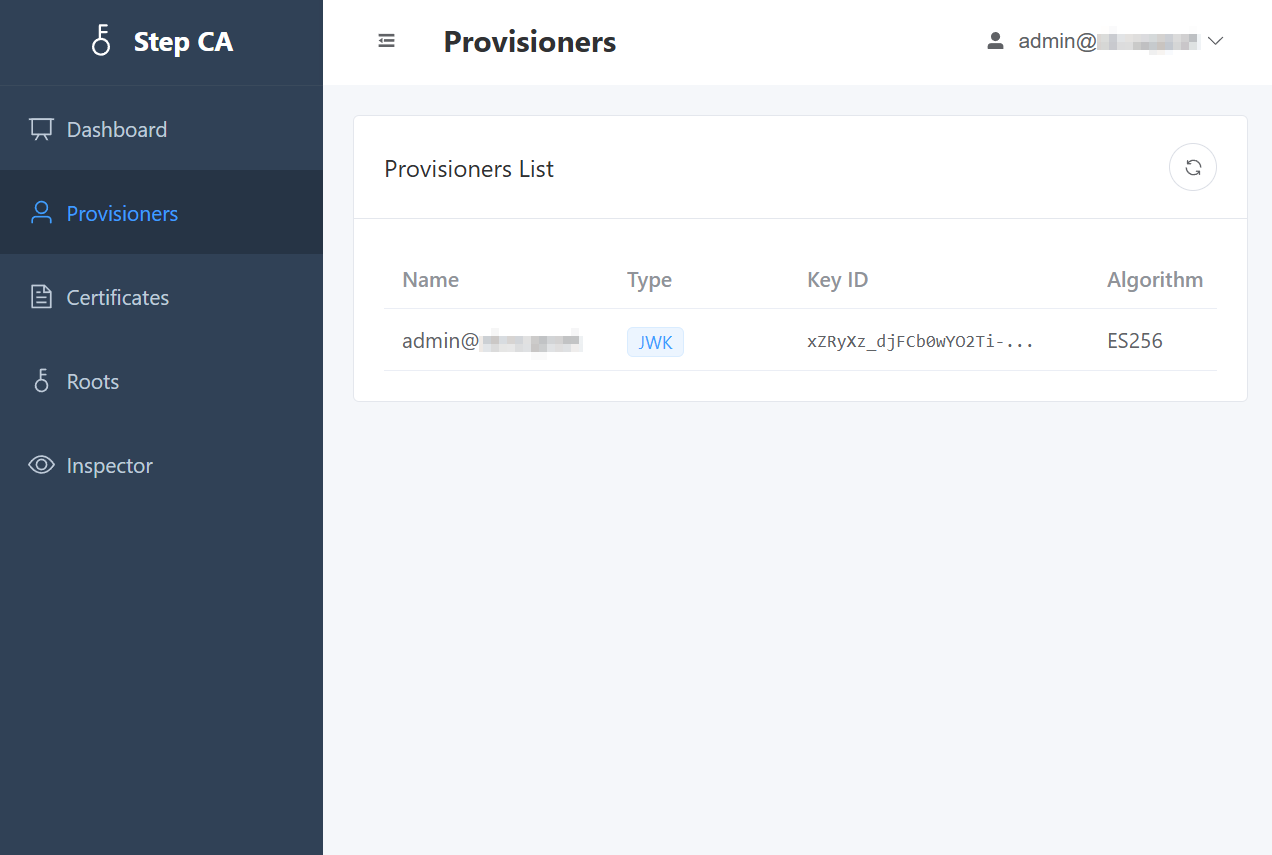 Step CA
Provisioners
admin@
Dashboard
Provisioners
Certificates
Roots
Inspector
Provisioners List
Name Type Key ID Algorithm
admin@ JWK xZRyXz_djFCb0wYO2Ti-... ES256